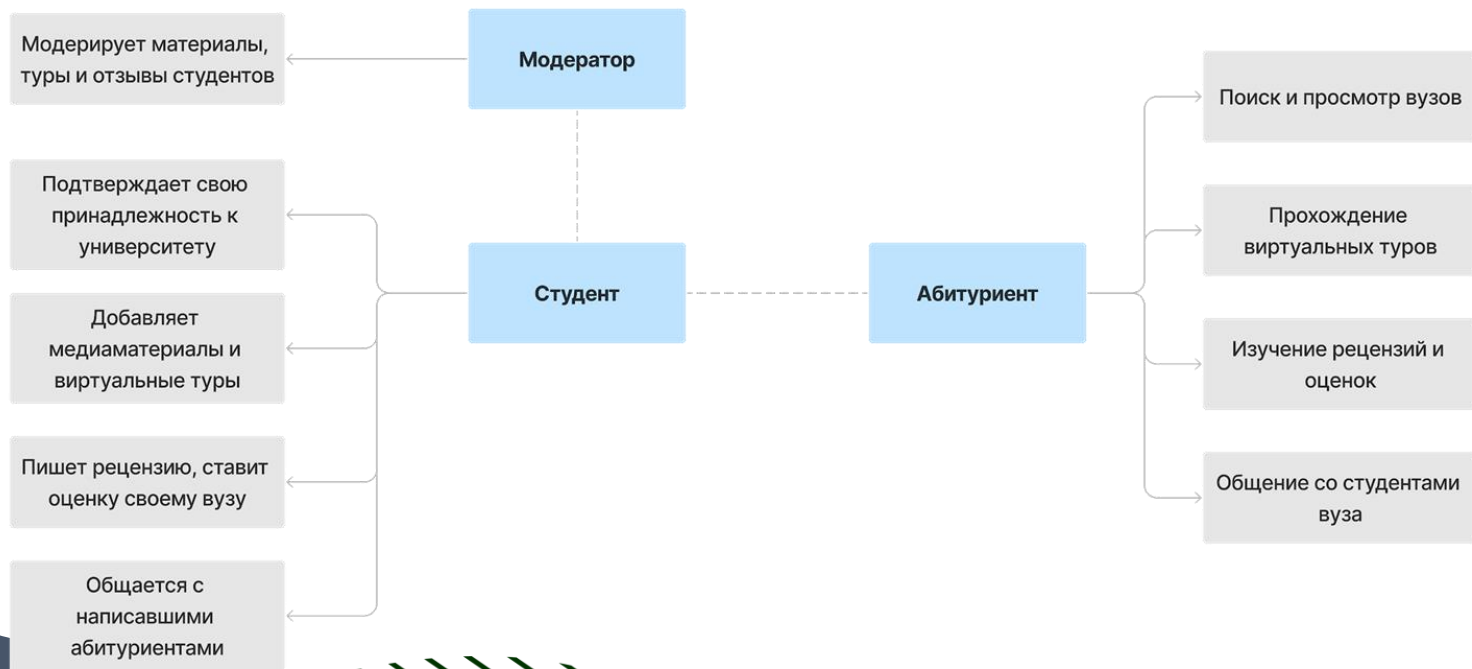 Модерирует материалы,
туры и отзывы студентов
Модератор
Подтверждает свою
принадлежность к
университету
Добавляет
медиаматериалы и
виртуальные туры
Пишет рецензию, ставит
оценку своему вузу
Общается с
написавшими
абитуриентами
Студент
Абитуриент
Поиск и просмотр вузов
Прохождение
виртуальных туров
Изучение рецензий и
оценок
Общение со студентами
вуза